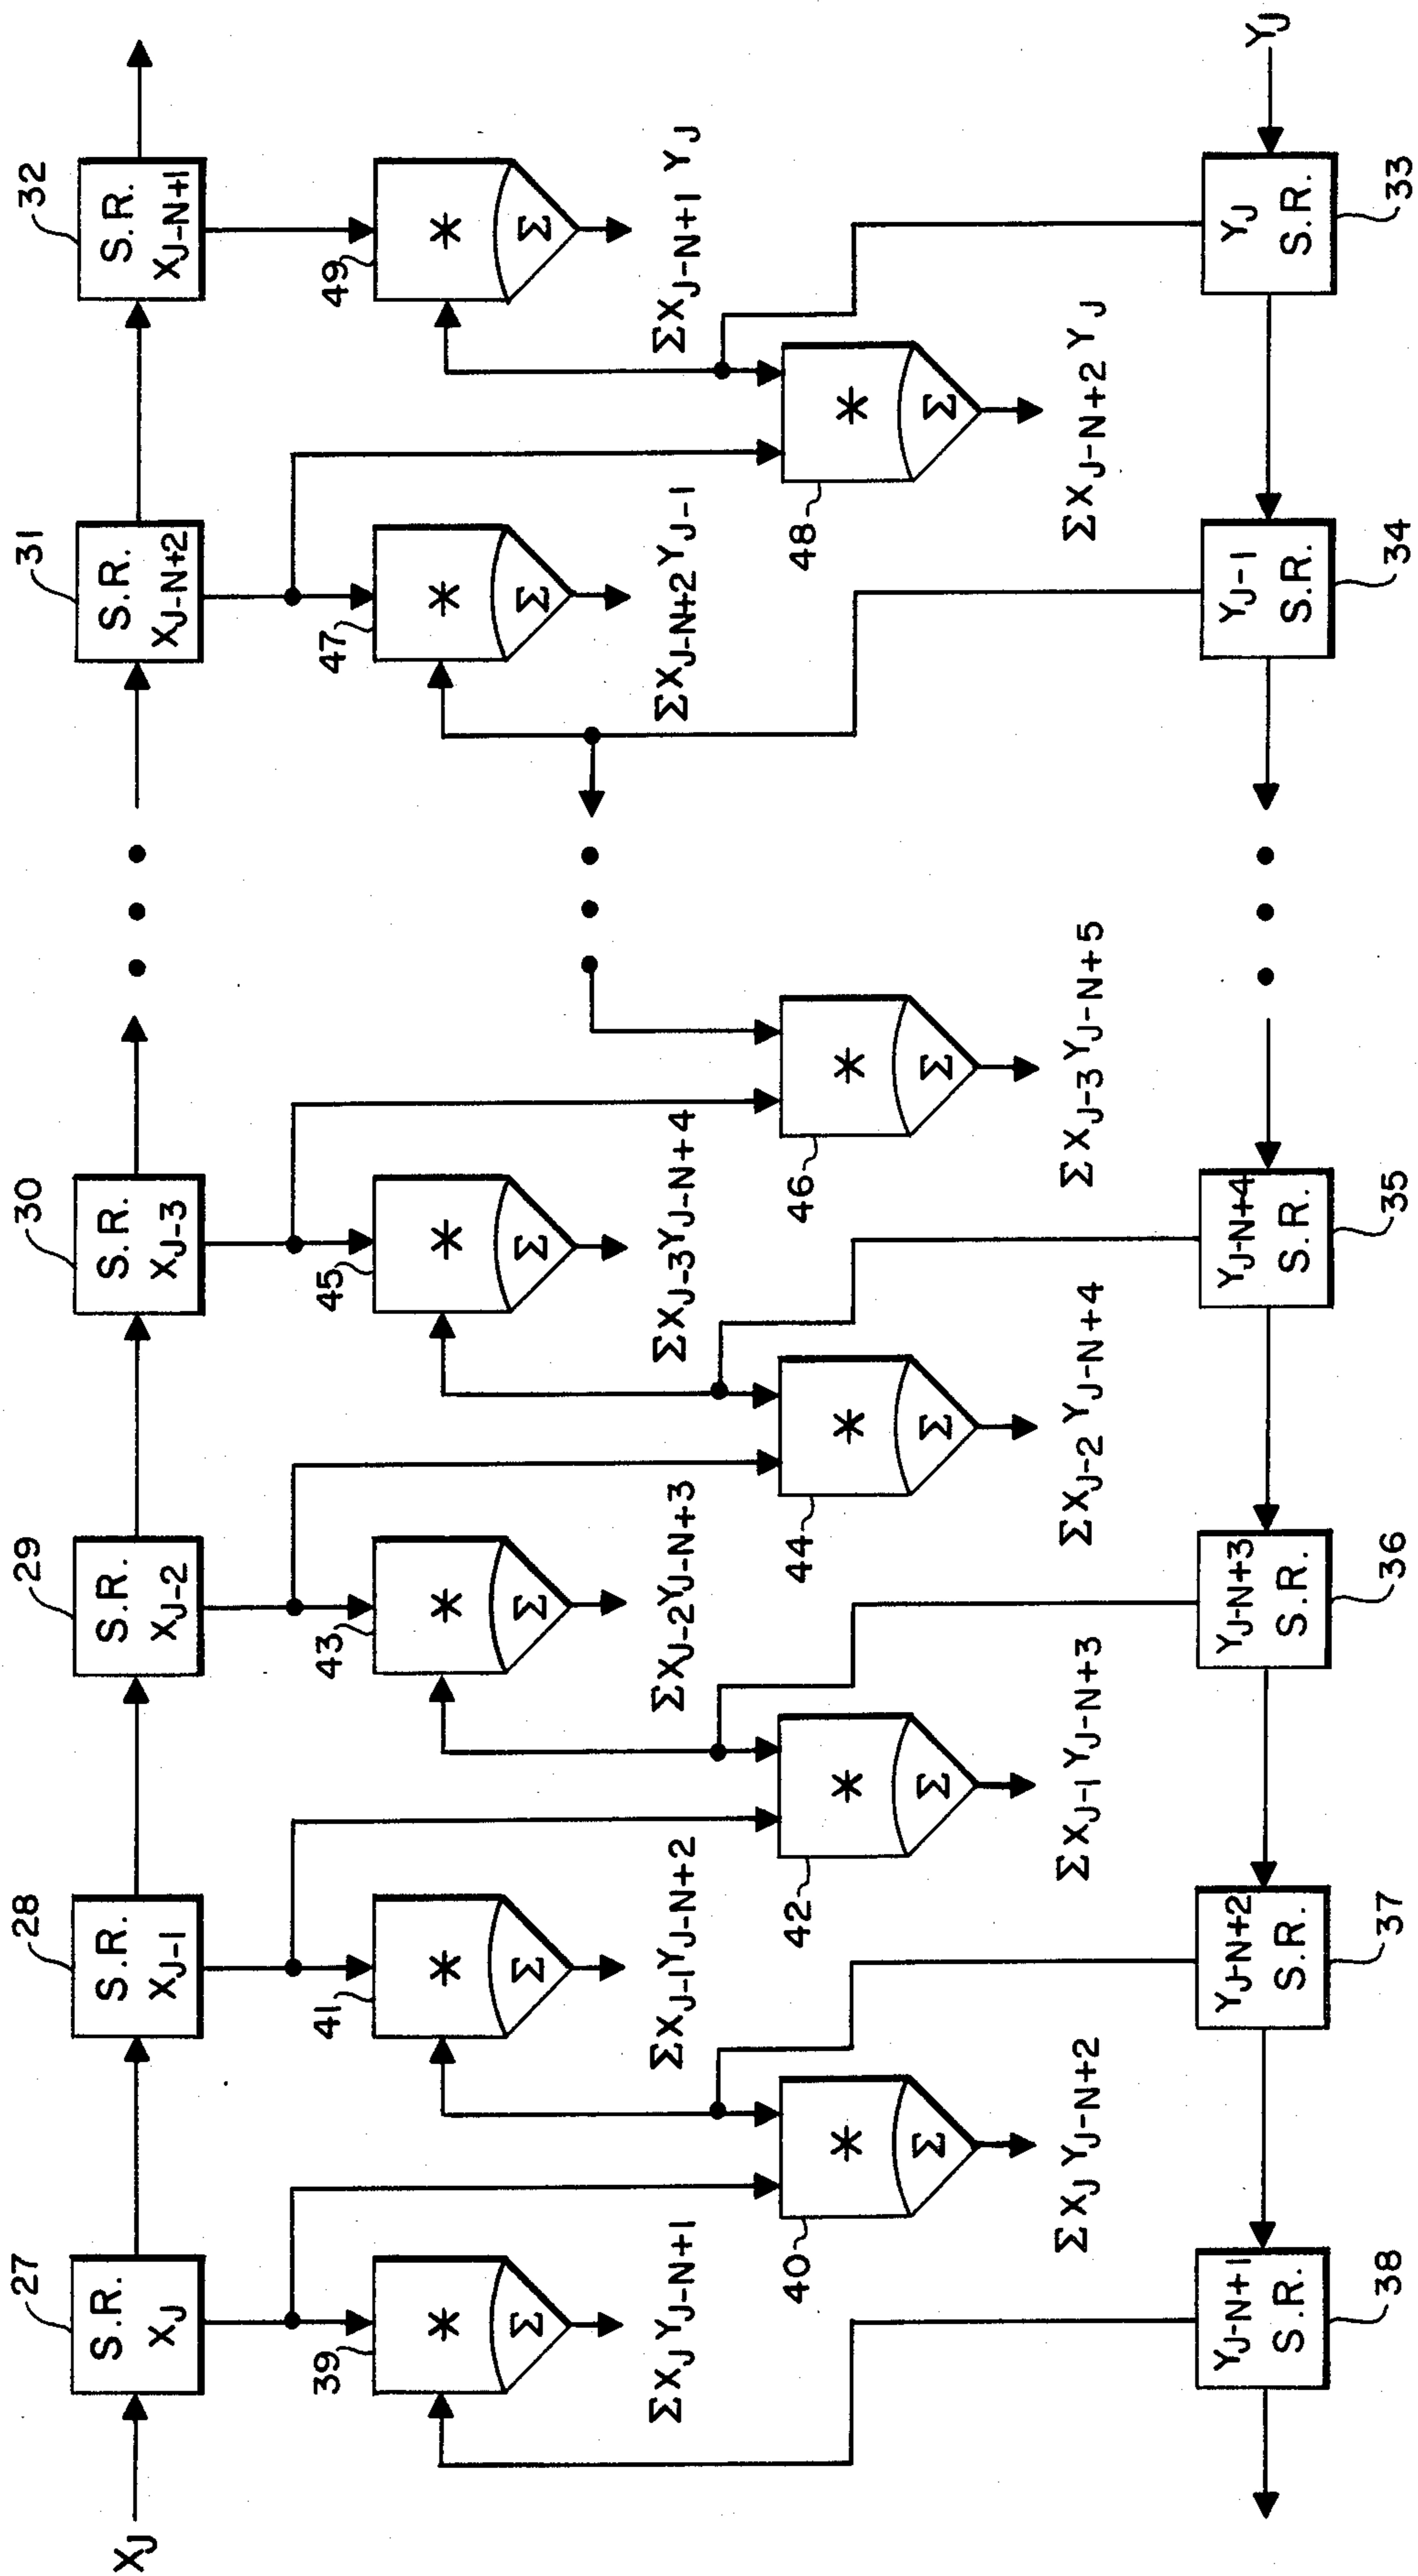 27 28 29 30 31 32
X_J
S.R. S.R. S.R. S.R. S.R. S.R.
X_J X_J-1 X_J-2 X_J-3 X_J-N+2 X_J-N+1
39 41 43 45 47 49
* * * * * *
Σ Σ Σ Σ Σ Σ
ΣX_J Y_J-N+1 ΣX_J-1 Y_J-N+2 ΣX_J-2 Y_J-N+3 ΣX_J-3 Y_J-N+4 ΣX_J-N+2 Y_J-1 ΣX_J-N+1 Y_J
40 42 44 46 48
* * * * *
Σ Σ Σ Σ Σ
ΣX_J Y_J-N+2 ΣX_J-1 Y_J-N+3 ΣX_J-2 Y_J-N+4 ΣX_J-3 Y_J-N+5 ΣX_J-N+2 Y_J
Y_J-N+1 Y_J-N+2 Y_J-N+3 Y_J-N+4 Y_J-1 Y_J
S.R. S.R. S.R. S.R. S.R. S.R.
Y_J
38 37 36 35 34 33